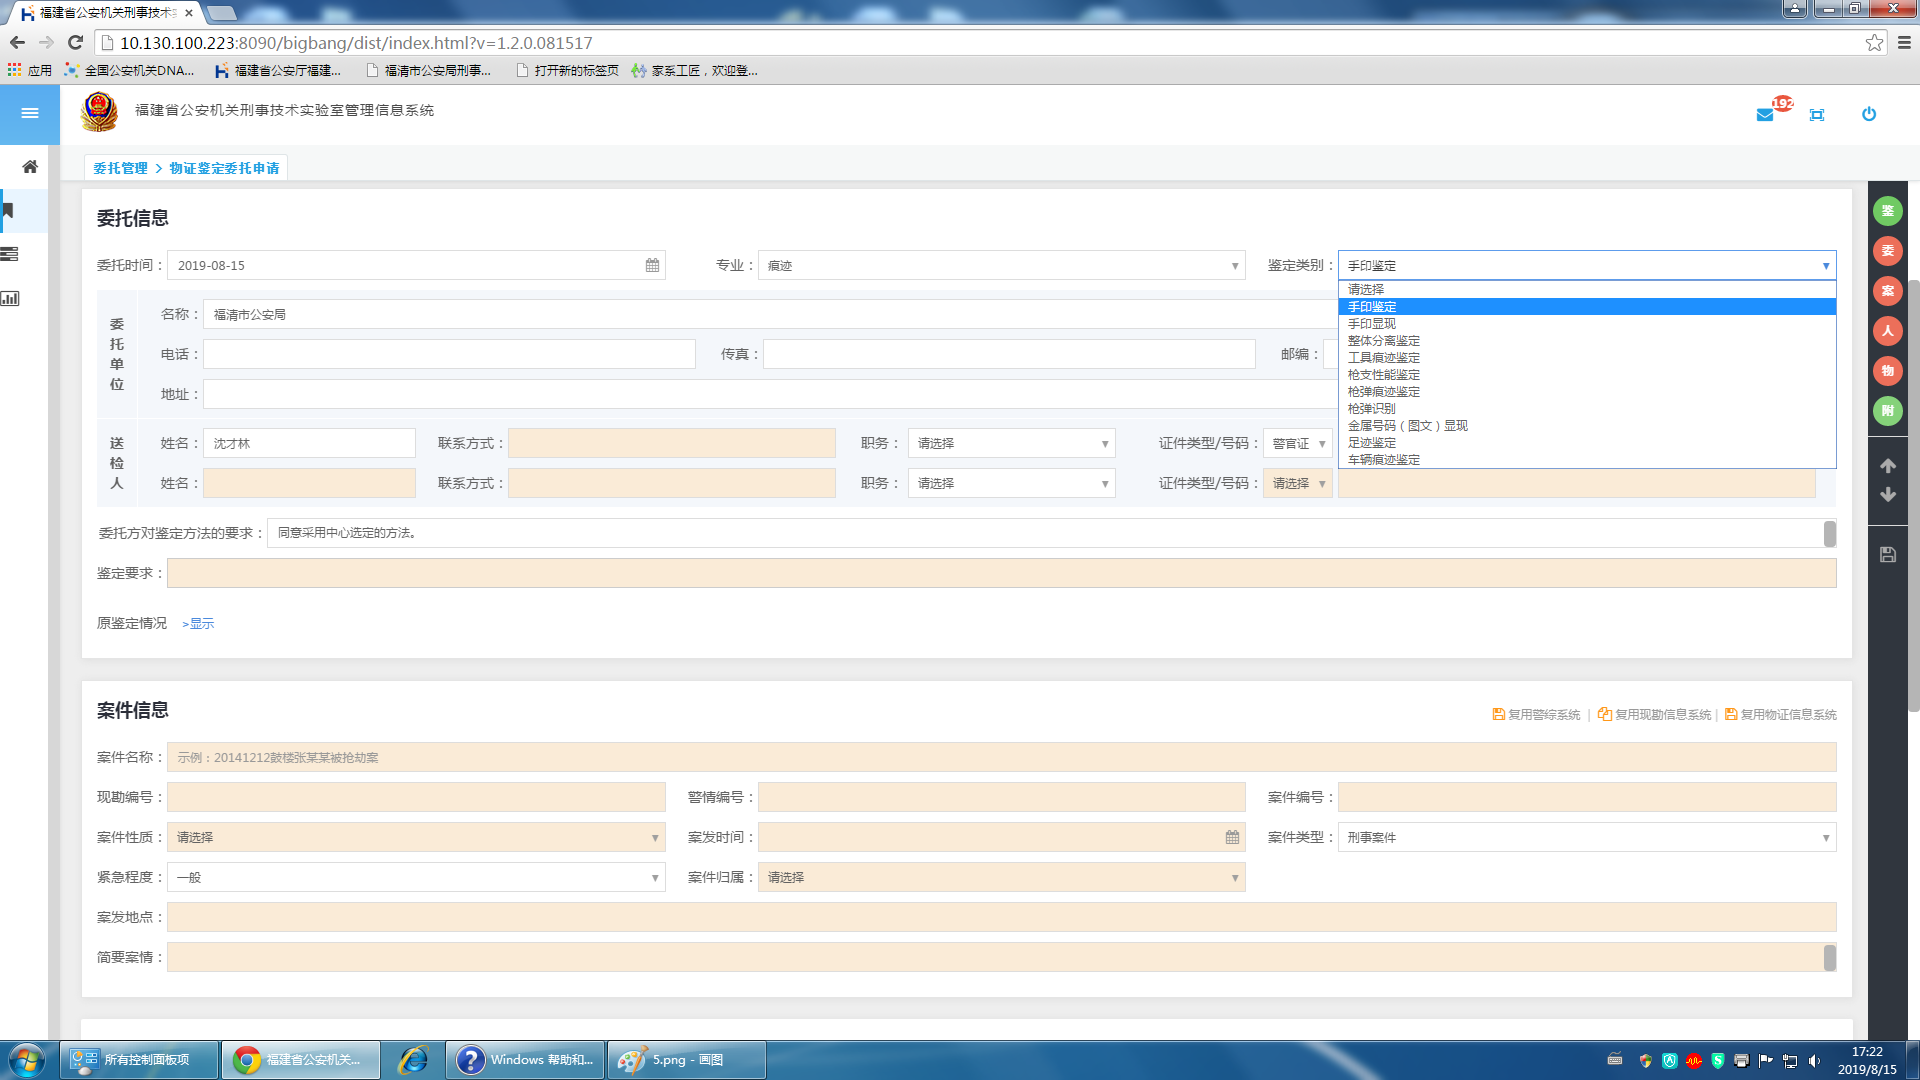 福建省公安机关刑事技术实
10.130.100.223:8090/bigbang/dist/index.html?v=1.2.0.081517
应用 全国公安机关DNA... 福建省公安厅福建... 福清市公安局刑事... 打开新的标签页 家系工匠，欢迎登...
福建省公安机关刑事技术实验室管理信息系统
192
委托管理 > 物证鉴定委托申请
委托信息
委托时间： 2019-08-15 专业： 痕迹 鉴定类别： 手印鉴定
请选择
手印鉴定
手印显现
整体分离鉴定
工具痕迹鉴定
枪支性能鉴定
枪弹痕迹鉴定
枪弹识别
金属号码（图文）显现
足迹鉴定
车辆痕迹鉴定
委托单位
名称： 福清市公安局
电话： 传真： 邮编：
地址：
送检人
姓名： 沈才林 联系方式： 职务： 请选择 证件类型/号码： 警官证
姓名： 联系方式： 职务： 请选择 证件类型/号码： 请选择
委托方对鉴定方法的要求： 同意采用中心选定的方法。
鉴定要求：
原鉴定情况 >显示
案件信息
复用警综系统 | 复用现勘信息系统 | 复用物证信息系统
案件名称： 示例：20141212鼓楼张某某被抢劫案
现勘编号： 警情编号： 案件编号：
案件性质： 请选择 案发时间： 案件类型： 刑事案件
紧急程度： 一般 案件归属： 请选择
案发地点：
简要案情：
鉴
委
案
人
物
附
所有控制面板项 福建省公安机关... Windows 帮助和... 5.png - 画图
17:22
2019/8/15